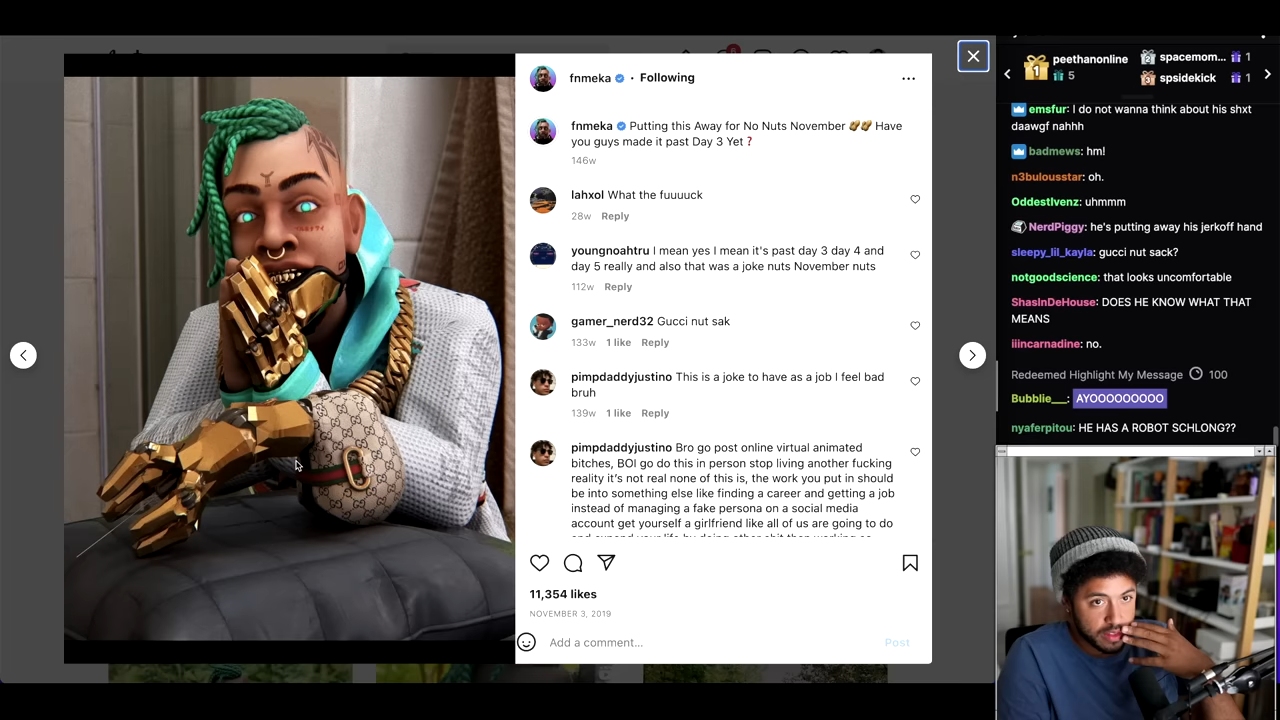 fnmeka • Following
fnmeka Putting this Away for No Nuts November 🥜🥜 Have
you guys made it past Day 3 Yet ❓
146w
lahxol What the fuuuuck
28w Reply
youngnoahtru I mean yes I mean it's past day 3 day 4 and
day 5 really and also that was a joke nuts November nuts
112w Reply
gamer_nerd32 Gucci nut sak
133w 1 like Reply
pimpdaddyjustino This is a joke to have as a job I feel bad
bruh
139w 1 like Reply
pimpdaddyjustino Bro go post online virtual animated
bitches, BOI go do this in person stop living another fucking
reality it's not real none of this is, the work you put in should
be into something else like finding a career and getting a job
instead of managing a fake persona on a social media
account get yourself a girlfriend like all of us are going to do
11,354 likes
NOVEMBER 3, 2019
Add a comment...
Post
1 peethanonline
5
2 spacemom... 1
3 spsidekick 1
emsfur: I do not wanna think about his shxt
daawgf nahhh
badmews: hm!
n3bulousstar: oh.
OddestIvenz: uhmmm
NerdPiggy: he's putting away his jerkoff hand
sleepy_lil_kayla: gucci nut sack?
notgoodscience: that looks uncomfortable
ShasInDeHouse: DOES HE KNOW WHAT THAT
MEANS
iiincarnadine: no.
Redeemed Highlight My Message 100
Bubblie___: AYOOOOOOOOO
nyaferpitou: HE HAS A ROBOT SCHLONG??